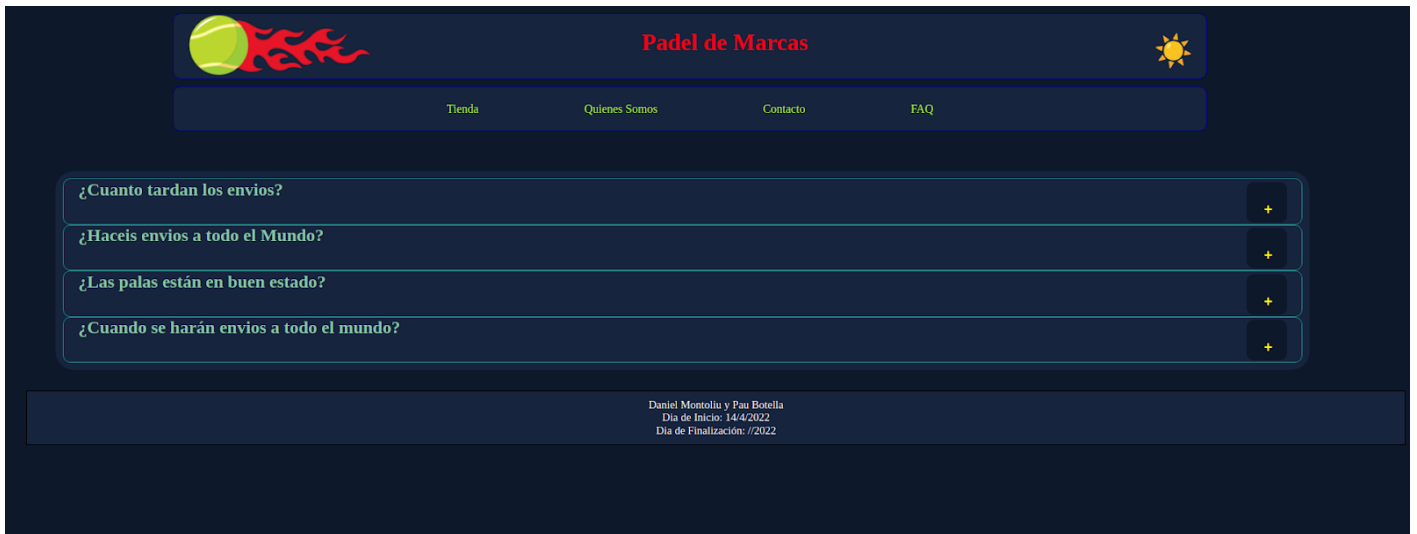 Padel de Marcas
Tienda Quienes Somos Contacto FAQ
¿Cuanto tardan los envios?
+
¿Haceis envios a todo el Mundo?
+
¿Las palas están en buen estado?
+
¿Cuando se harán envios a todo el mundo?
+
Daniel Montoliu y Pau Botella
Dia de Inicio: 14/4/2022
Dia de Finalización: //2022